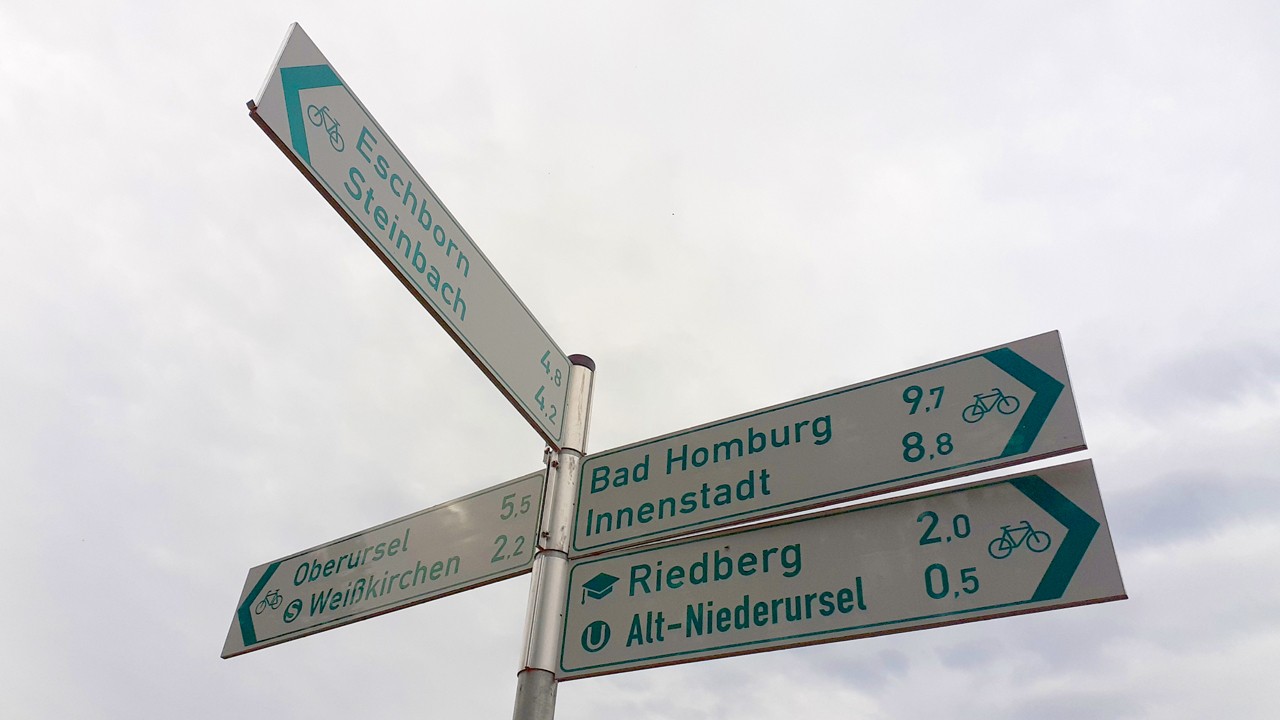 Eschborn 4,8
Steinbach 4,2
Bad Homburg 9,7
Innenstadt 8,8
Oberursel 5,5
S Weißkirchen 2,2
Riedberg 2,0
U Alt-Niederursel 0,5